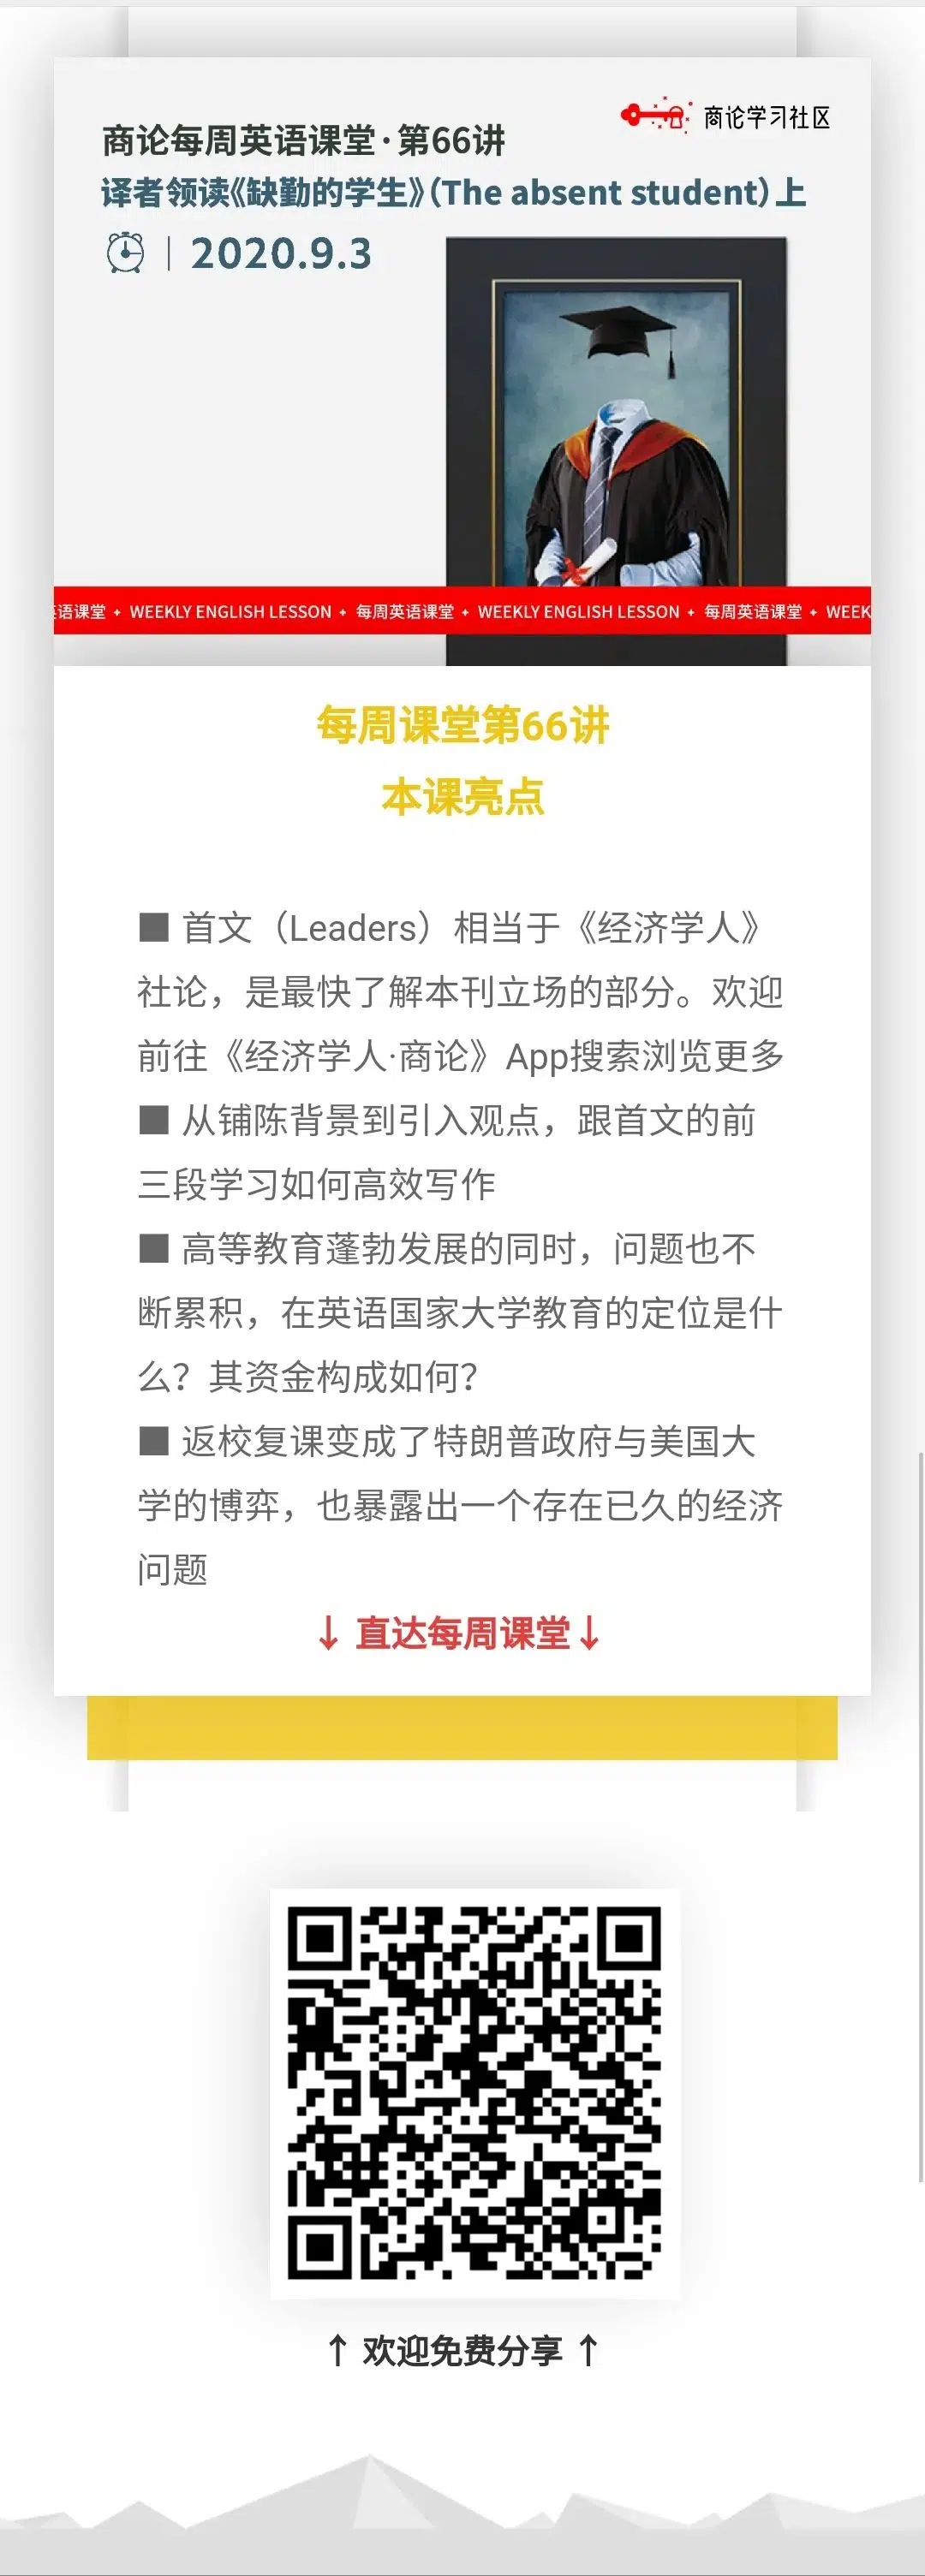 商论学习社区
商论每周英语课堂·第66讲
译者领读《缺勤的学生》（The absent student）上
2020.9.3
语课堂 + WEEKLY ENGLISH LESSON + 每周英语课堂 + WEEKLY ENGLISH LESSON + 每周英语课堂 + WEEK
每周课堂第66讲
本课亮点
■ 首文（Leaders）相当于《经济学人》
社论，是最快了解本刊立场的部分。欢迎
前往《经济学人·商论》App搜索浏览更多
■ 从铺陈背景到引入观点，跟首文的前
三段学习如何高效写作
■ 高等教育蓬勃发展的同时，问题也不
断累积，在英语国家大学教育的定位是什
么？其资金构成如何？
■ 返校复课变成了特朗普政府与美国大
学的博弈，也暴露出一个存在已久的经济
问题
↓ 直达每周课堂↓
↑ 欢迎免费分享 ↑